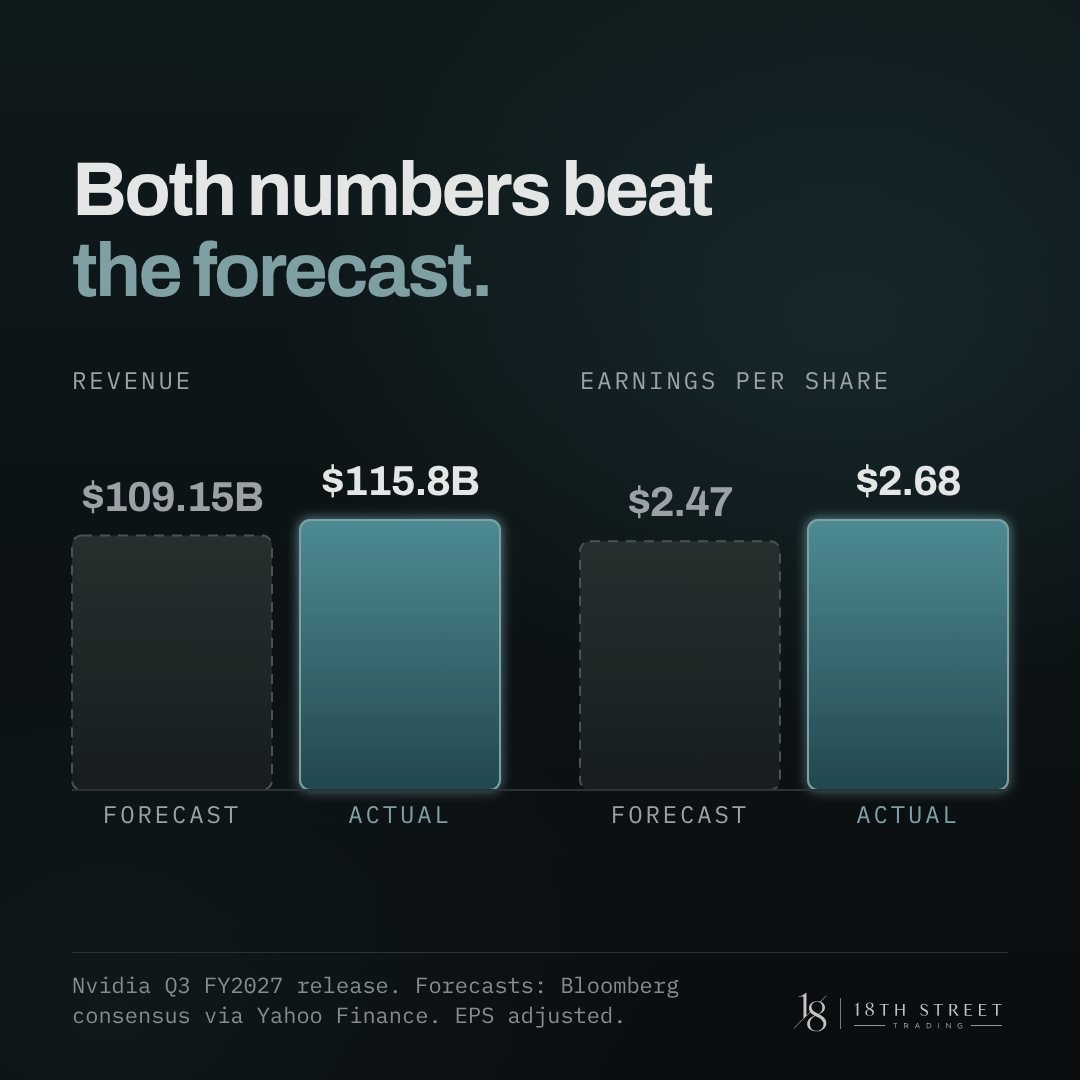 Both numbers beat
the forecast.
REVENUE
EARNINGS PER SHARE
$109.15B
$115.8B
$2.47
$2.68
FORECAST
ACTUAL
FORECAST
ACTUAL
Nvidia Q3 FY2027 release. Forecasts: Bloomberg
consensus via Yahoo Finance. EPS adjusted.
18
18TH STREET
TRADING